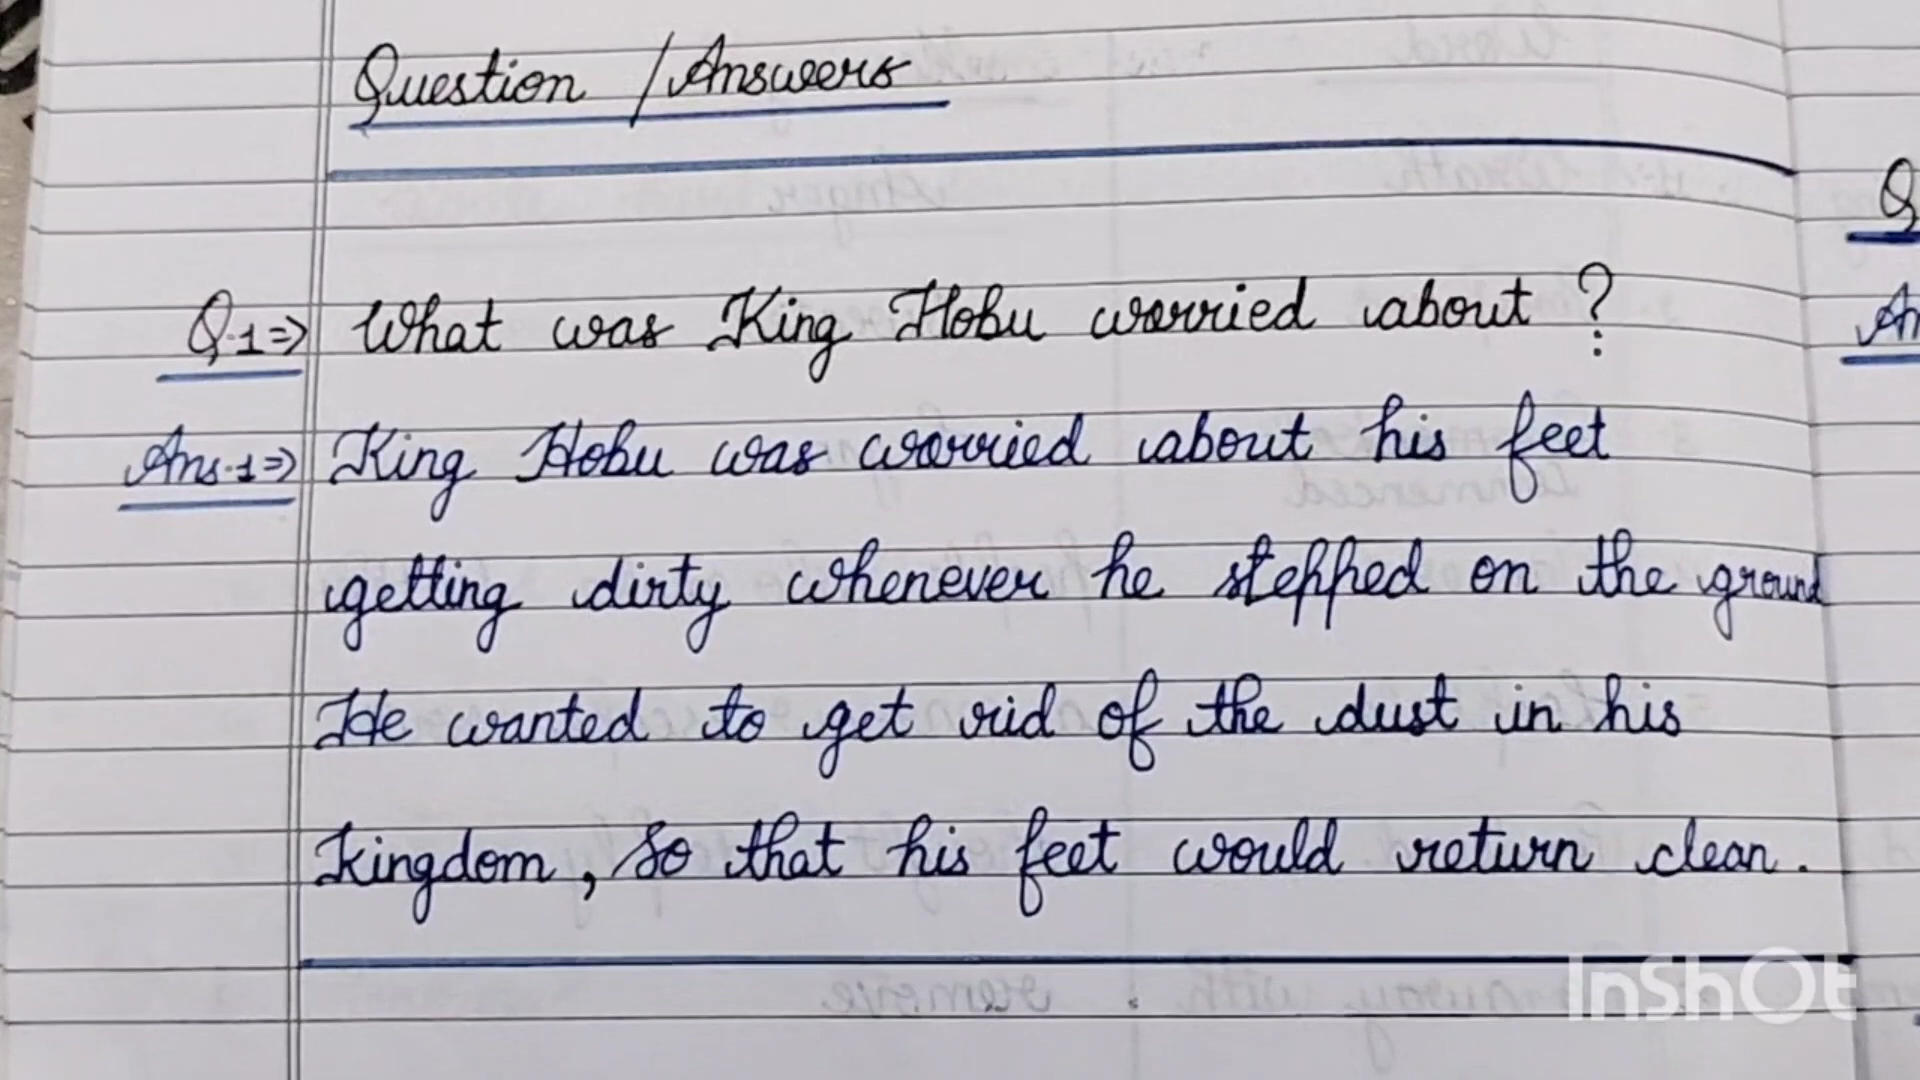 Question / Answers
Q.1⇒ What was King Hobu worried about ?
Ans.1⇒ King Hobu was worried about his feet
getting dirty whenever he stepped on the ground
He wanted to get rid of the dust in his
kingdom, So that his feet would return clean.
Q
An
InShOt